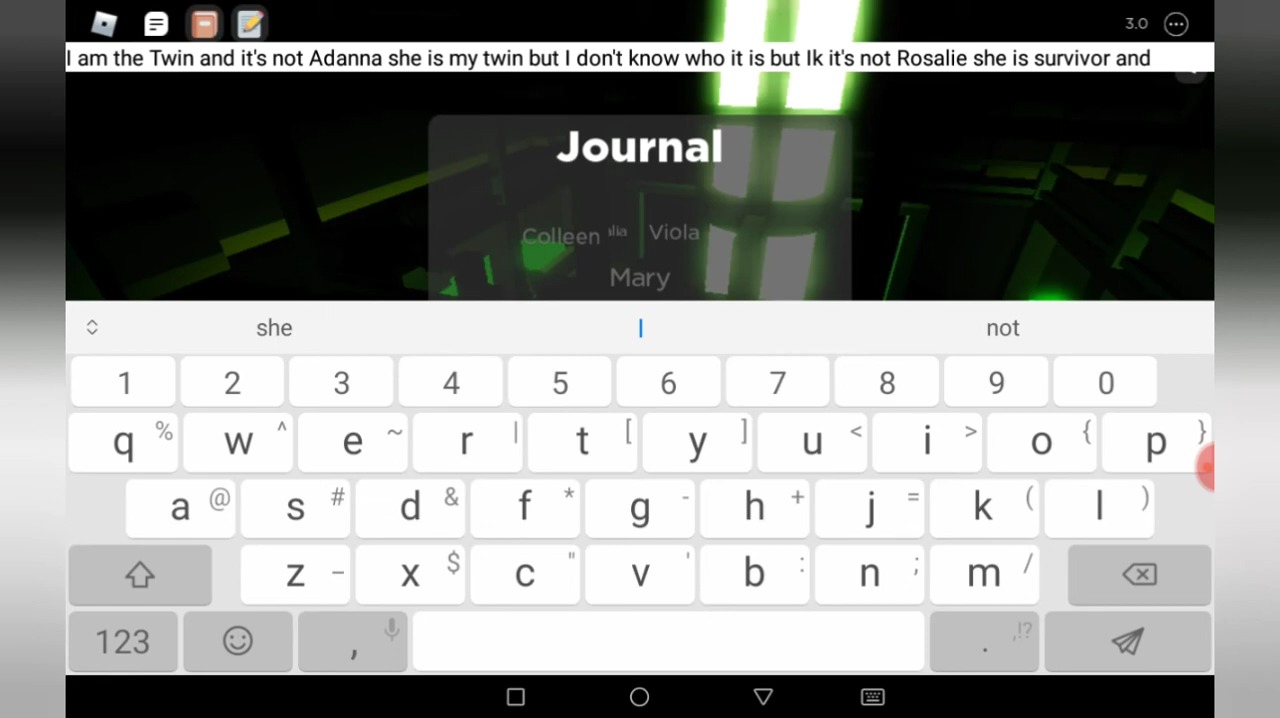 3.0
I am the Twin and it's not Adanna she is my twin but I don't know who it is but Ik it's not Rosalie she is survivor and
Journal
Colleen Viola
Mary
she I not
1 2 3 4 5 6 7 8 9 0
q % w ^ e ~ r | t [ y ] u < i > o { p }
a @ s # d & f * g - h + j = k ( l )
z _ x $ c " v ' b : n ; m /
123 , . ,!?